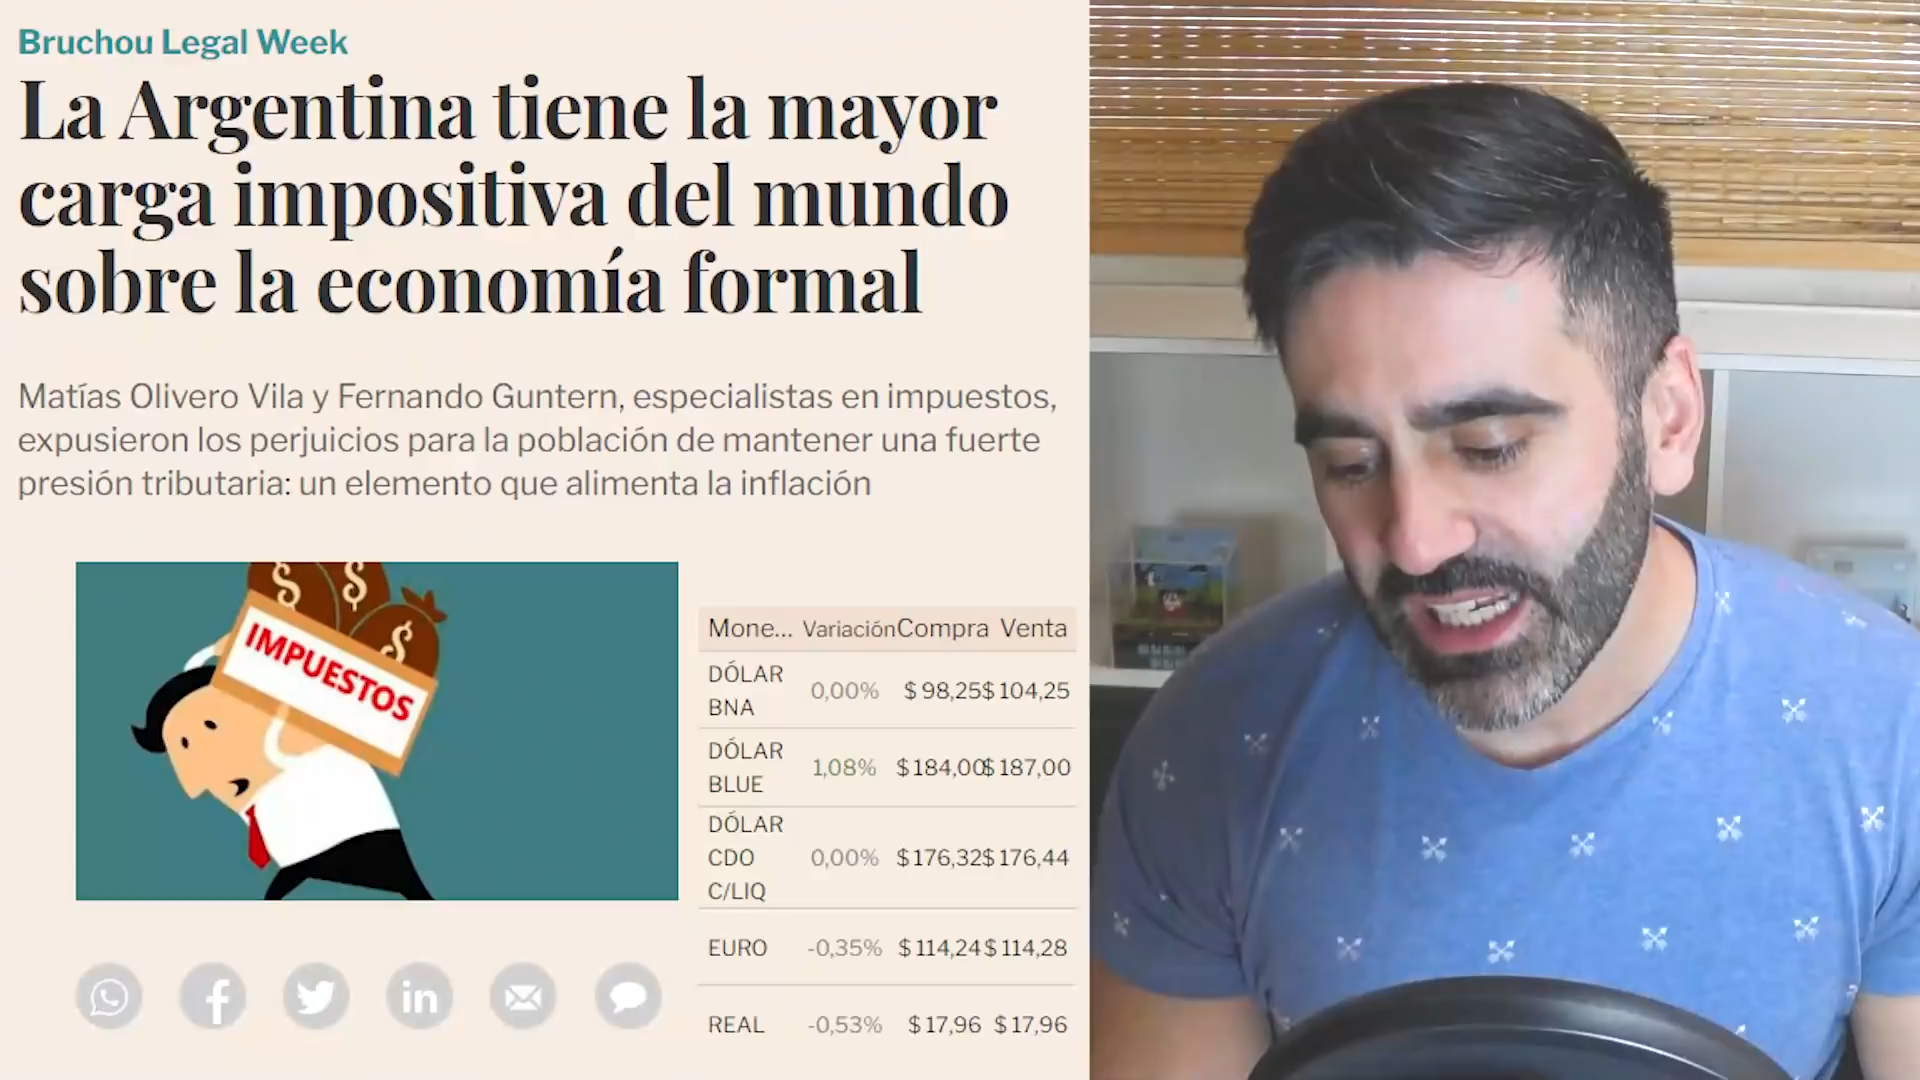 Bruchou Legal Week
La Argentina tiene la mayor
carga impositiva del mundo
sobre la economía formal
Matías Olivero Vila y Fernando Guntern, especialistas en impuestos,
expusieron los perjuicios para la población de mantener una fuerte
presión tributaria: un elemento que alimenta la inflación
$ $ $
IMPUESTOS
Mone... Variación Compra Venta
DÓLAR BNA 0,00% $ 98,25 $ 104,25
DÓLAR BLUE 1,08% $ 184,00 $ 187,00
DÓLAR CDO C/LIQ 0,00% $ 176,32 $ 176,44
EURO -0,35% $ 114,24 $ 114,28
REAL -0,53% $ 17,96 $ 17,96